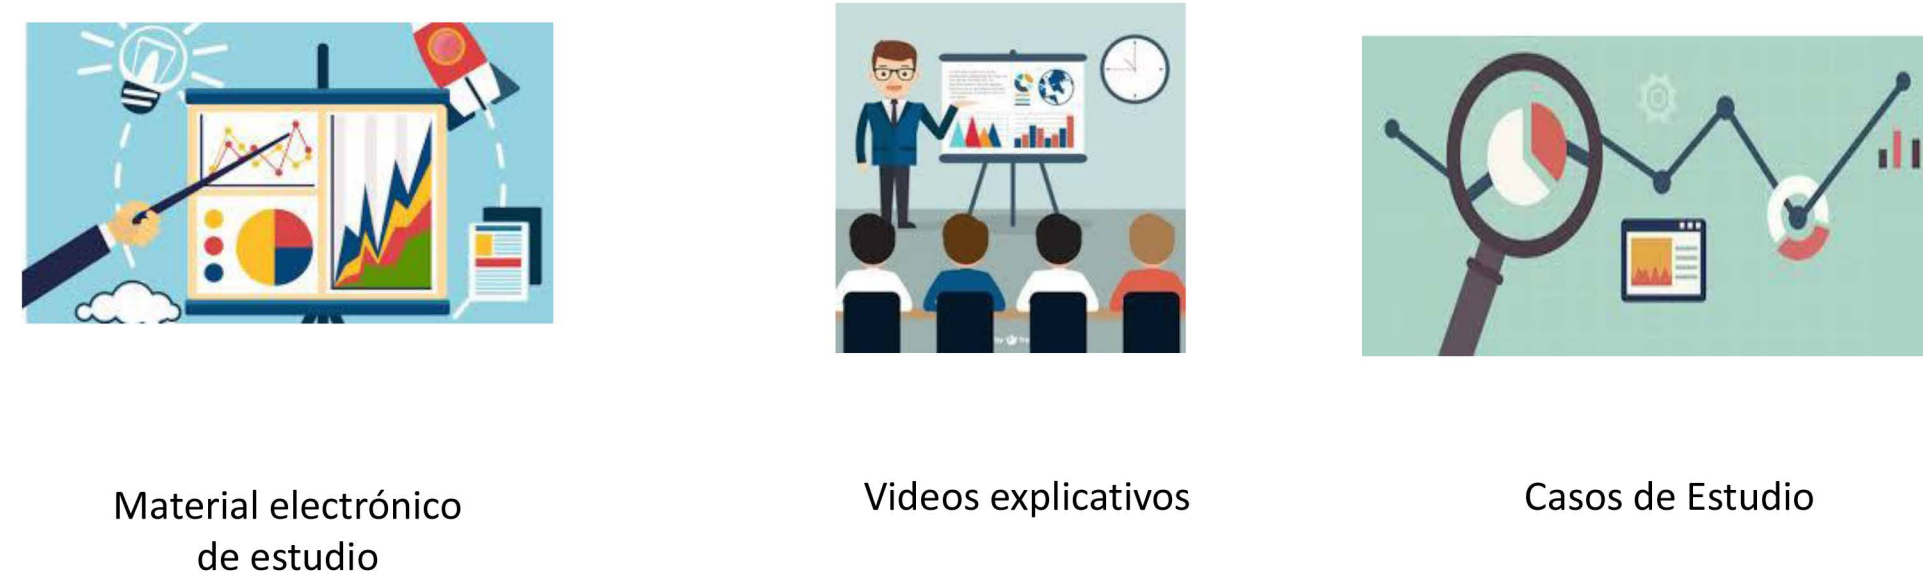 Material electrónico
de estudio
Videos explicativos
Casos de Estudio